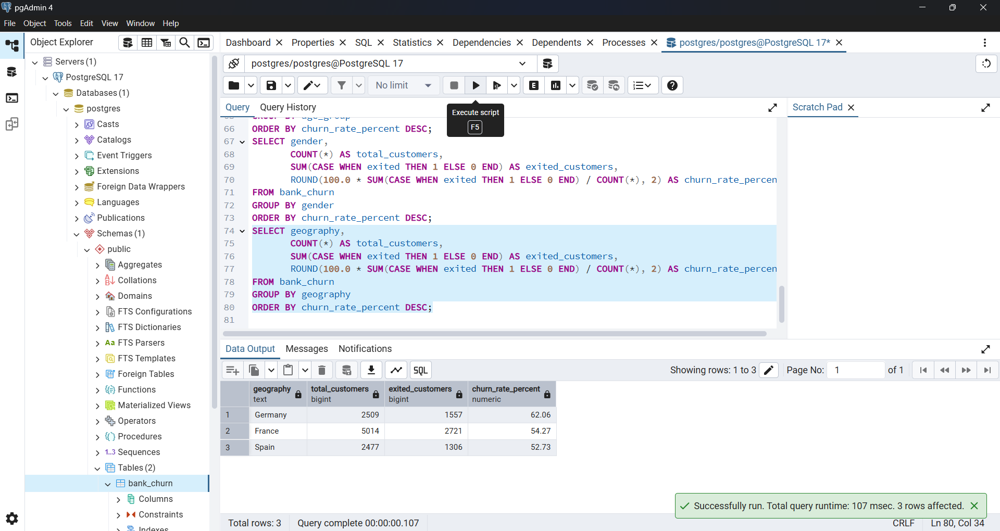 pgAdmin 4
File Object Tools Edit View Window Help
Object Explorer
Dashboard Properties SQL Statistics Dependencies Dependents Processes postgres/postgres@PostgreSQL 17*
Servers (1)
PostgreSQL 17
Databases (1)
postgres
Casts
Catalogs
Event Triggers
Extensions
Foreign Data Wrappers
Languages
Publications
Schemas (1)
public
Aggregates
Collations
Domains
FTS Configurations
FTS Dictionaries
Aa FTS Parsers
FTS Templates
Foreign Tables
Functions
Materialized Views
Operators
Procedures
1..3 Sequences
Tables (2)
bank_churn
Columns
Constraints
Indexes
postgres/postgres@PostgreSQL 17
No limit
E
Query Query History
Execute script
F5
Scratch Pad
66 ORDER BY churn_rate_percent DESC;
67 SELECT gender,
68 COUNT(*) AS total_customers,
69 SUM(CASE WHEN exited THEN 1 ELSE 0 END) AS exited_customers,
70 ROUND(100.0 * SUM(CASE WHEN exited THEN 1 ELSE 0 END) / COUNT(*), 2) AS churn_rate_percen
71 FROM bank_churn
72 GROUP BY gender
73 ORDER BY churn_rate_percent DESC;
74 SELECT geography,
75 COUNT(*) AS total_customers,
76 SUM(CASE WHEN exited THEN 1 ELSE 0 END) AS exited_customers,
77 ROUND(100.0 * SUM(CASE WHEN exited THEN 1 ELSE 0 END) / COUNT(*), 2) AS churn_rate_percen
78 FROM bank_churn
79 GROUP BY geography
80 ORDER BY churn_rate_percent DESC;
81
Data Output Messages Notifications
SQL
Showing rows: 1 to 3 Page No: 1 of 1
geography total_customers exited_customers churn_rate_percent
text bigint bigint numeric
1 Germany 2509 1557 62.06
2 France 5014 2721 54.27
3 Spain 2477 1306 52.73
Successfully run. Total query runtime: 107 msec. 3 rows affected.
Total rows: 3 Query complete 00:00:00.107 CRLF Ln 80, Col 34